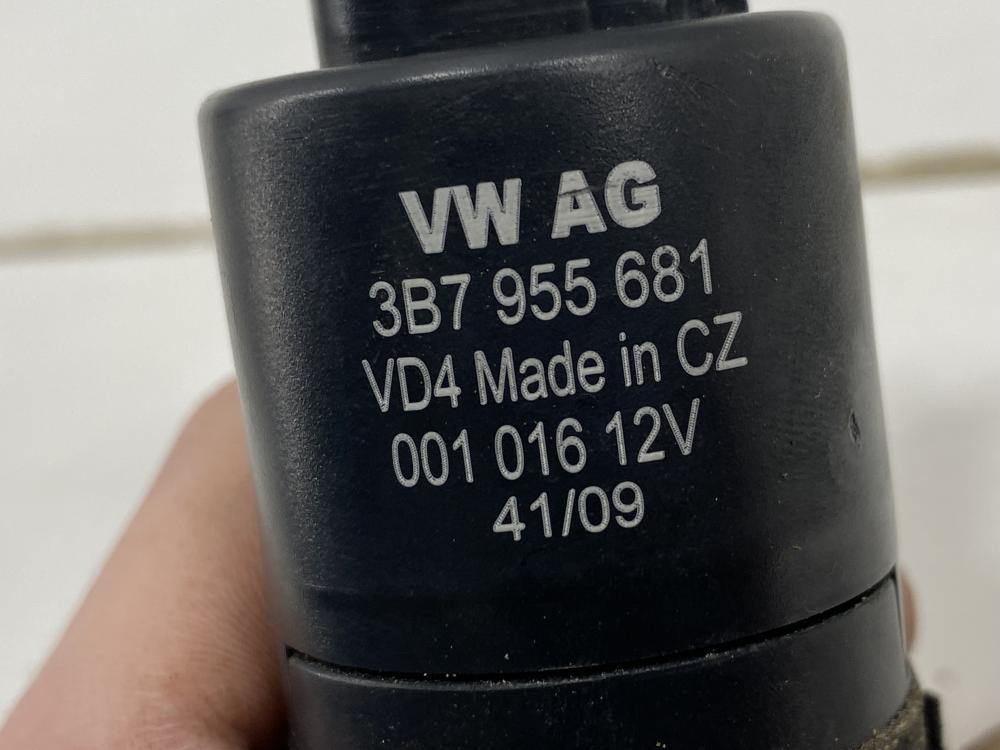 VW AG
3B7 955 681
VD4 Made in CZ
001 016 12V
41/09